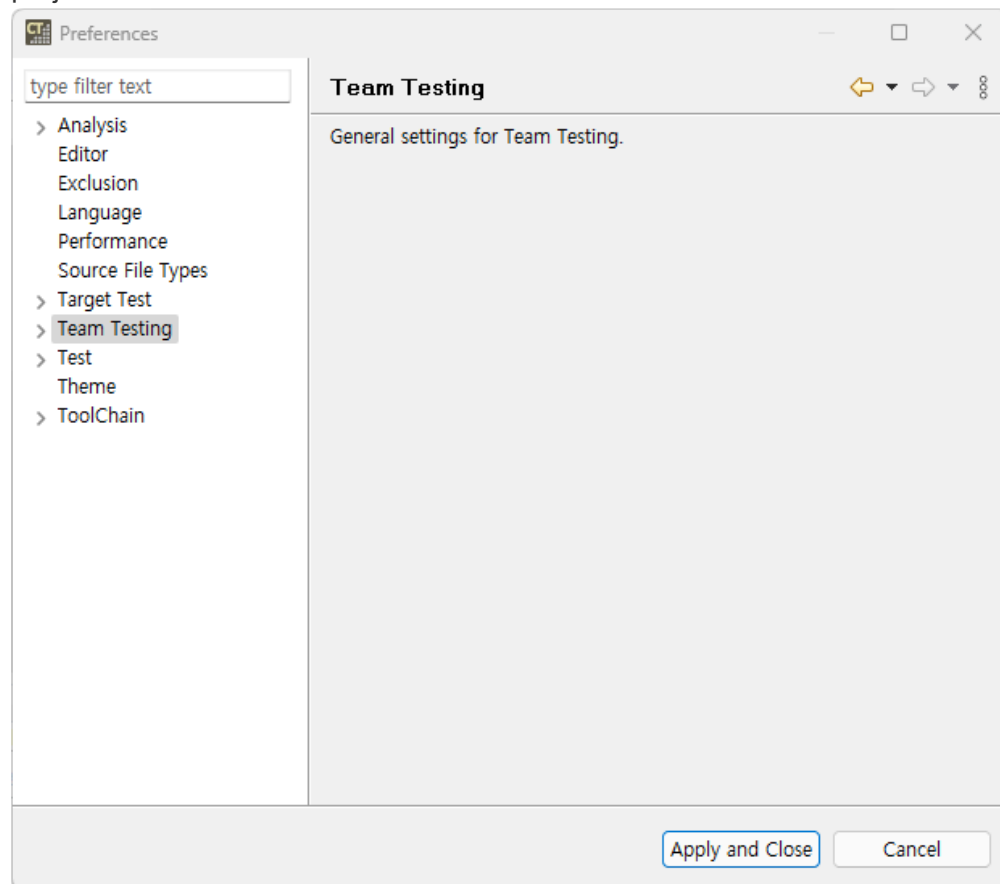 Preferences
type filter text
Analysis
Editor
Exclusion
Language
Performance
Source File Types
Target Test
Team Testing
Test
Theme
ToolChain
Team Testing
General settings for Team Testing.
Apply and Close
Cancel